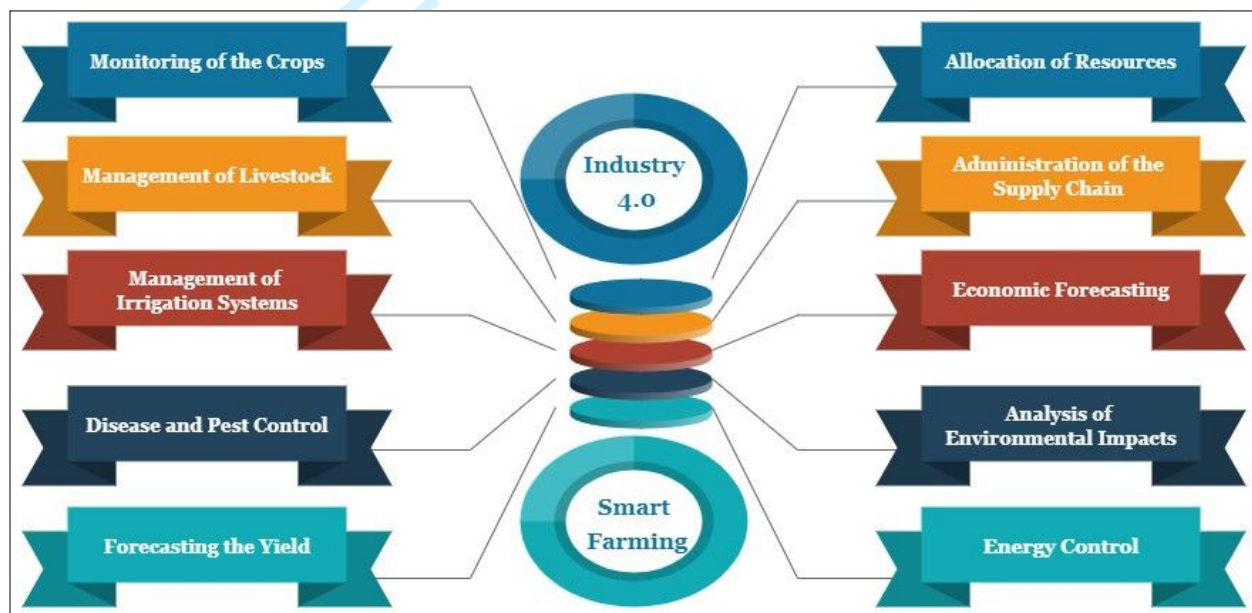 Monitoring of the Crops
Management of Livestock
Management of
Irrigation Systems
Disease and Pest Control
Forecasting the Yield
Industry
4.0
Smart
Farming
Allocation of Resources
Administration of the
Supply Chain
Economic Forecasting
Analysis of
Environmental Impacts
Energy Control